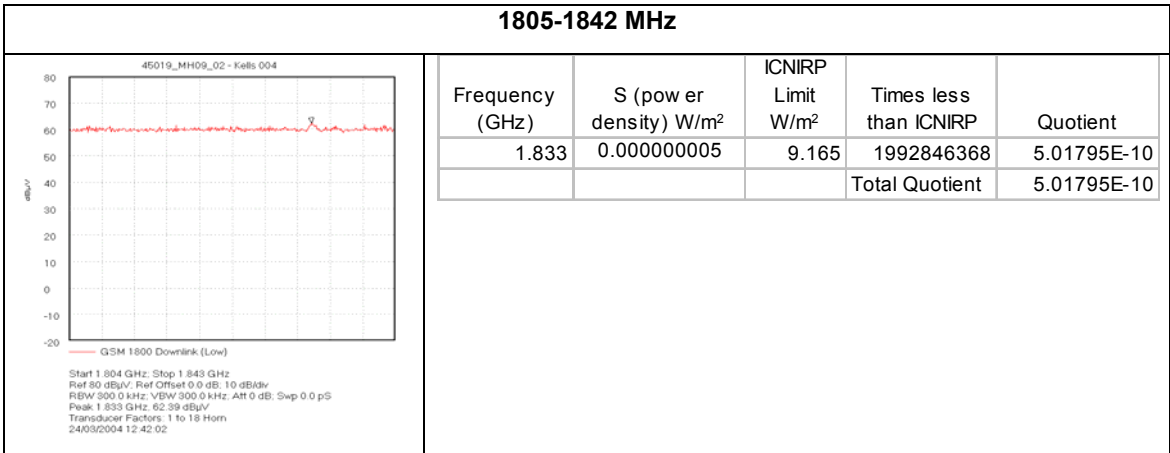 1805-1842 MHz
45019_MH09_02 - Kells 004
80
70
60
50
40
30
20
10
0
-10
-20
dBµV
GSM 1800 Downlink (Low)
Start 1.804 GHz; Stop 1.843 GHz
Ref 80 dBµV; Ref Offset 0.0 dB; 10 dB/div
RBW 300.0 kHz; VBW 300.0 kHz; Att 0 dB; Swp 0.0 pS
Peak 1.833 GHz, 62.39 dBµV
Transducer Factors: 1 to 18 Horn
24/03/2004 12:42:02
Frequency (GHz) S (pow er density) W/m² ICNIRP Limit W/m² Times less than ICNIRP Quotient
1.833 0.000000005 9.165 1992846368 5.01795E-10
Total Quotient 5.01795E-10